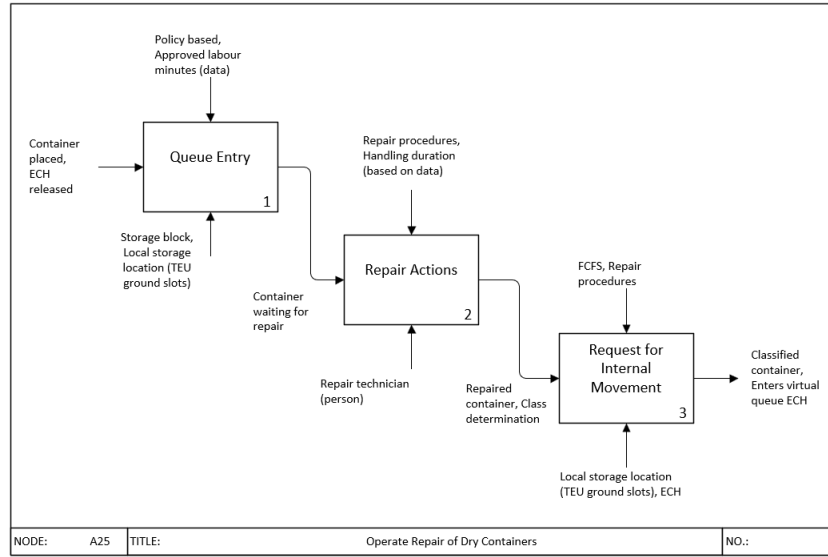 Policy based,
Approved labour
minutes (data)
Container
placed,
ECH
released
Queue Entry
1
Storage block,
Local storage
location (TEU
ground slots)
Repair procedures,
Handling duration
(based on data)
Container
waiting for
repair
Repair Actions
2
Repair technician
(person)
FCFS, Repair
procedures
Repaired
container, Class
determination
Request for
Internal
Movement
3
Classified
container,
Enters virtual
queue ECH
Local storage location
(TEU ground slots), ECH
NODE: A25 TITLE: Operate Repair of Dry Containers NO.: